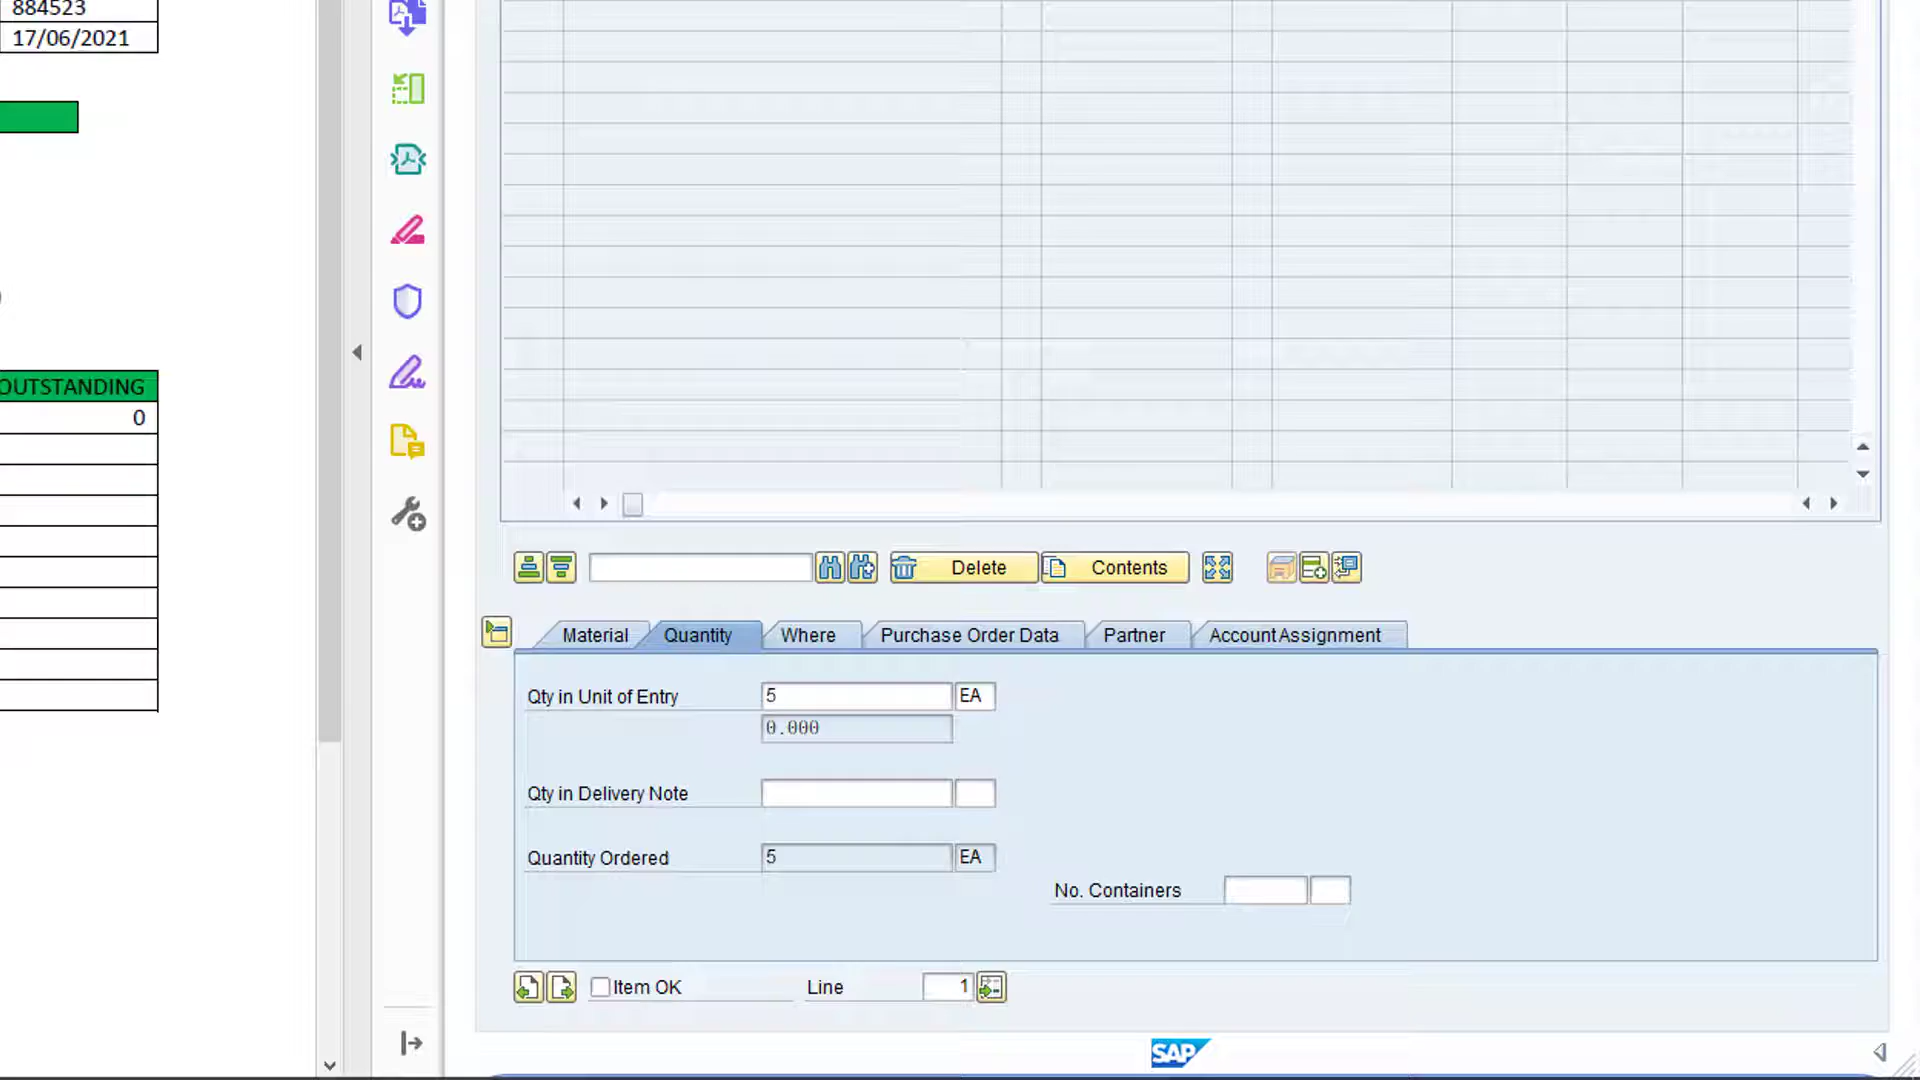 884523
17/06/2021
OUTSTANDING
0
Delete
Contents
Material
Quantity
Where
Purchase Order Data
Partner
Account Assignment
Qty in Unit of Entry
5
EA
0.000
Qty in Delivery Note
Quantity Ordered
5
EA
No. Containers
Item OK
Line
1
SAP